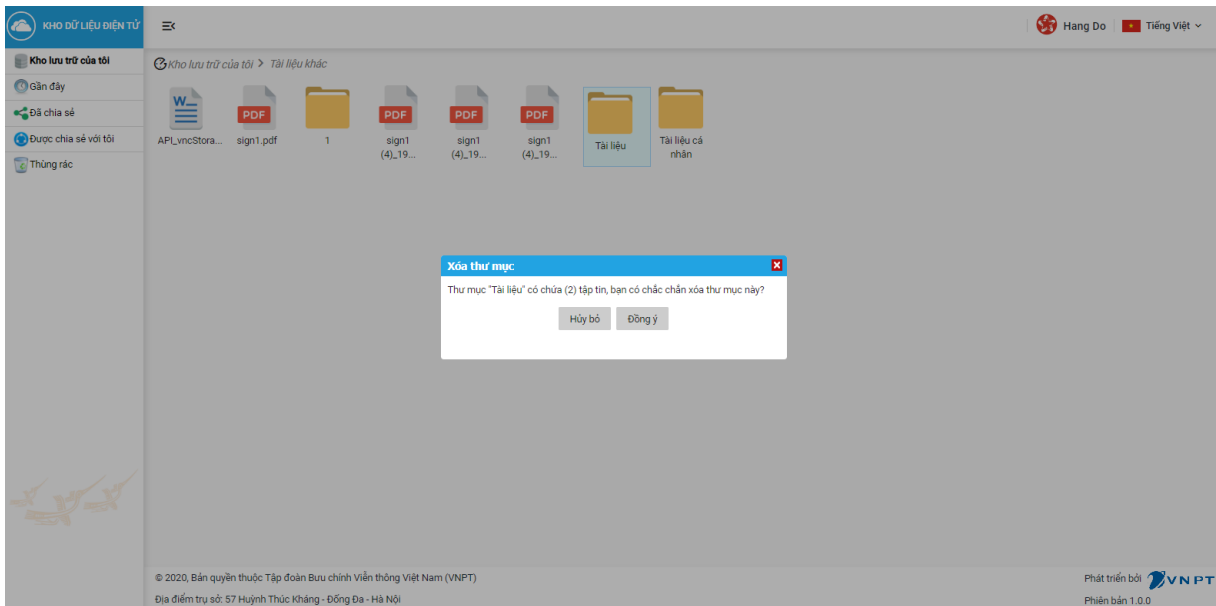 KHO DỮ LIỆU ĐIỆN TỬ
Hang Do
Tiếng Việt
Kho lưu trữ của tôi
Gần đây
Đã chia sẻ
Được chia sẻ với tôi
Thùng rác
Kho lưu trữ của tôi > Tài liệu khác
W
PDF
PDF
PDF
PDF
API_vncStora...
sign1.pdf
1
sign1
(4)_19...
sign1
(4)_19...
sign1
(4)_19...
Tài liệu
Tài liệu cá
nhân
Xóa thư mục
Thư mục "Tài liệu" có chứa (2) tập tin, bạn có chắc chắn xóa thư mục này?
Hủy bỏ
Đồng ý
© 2020, Bản quyền thuộc Tập đoàn Bưu chính Viễn thông Việt Nam (VNPT)
Địa điểm trụ sở: 57 Huỳnh Thúc Kháng - Đống Đa - Hà Nội
Phát triển bởi VNPT
Phiên bản 1.0.0